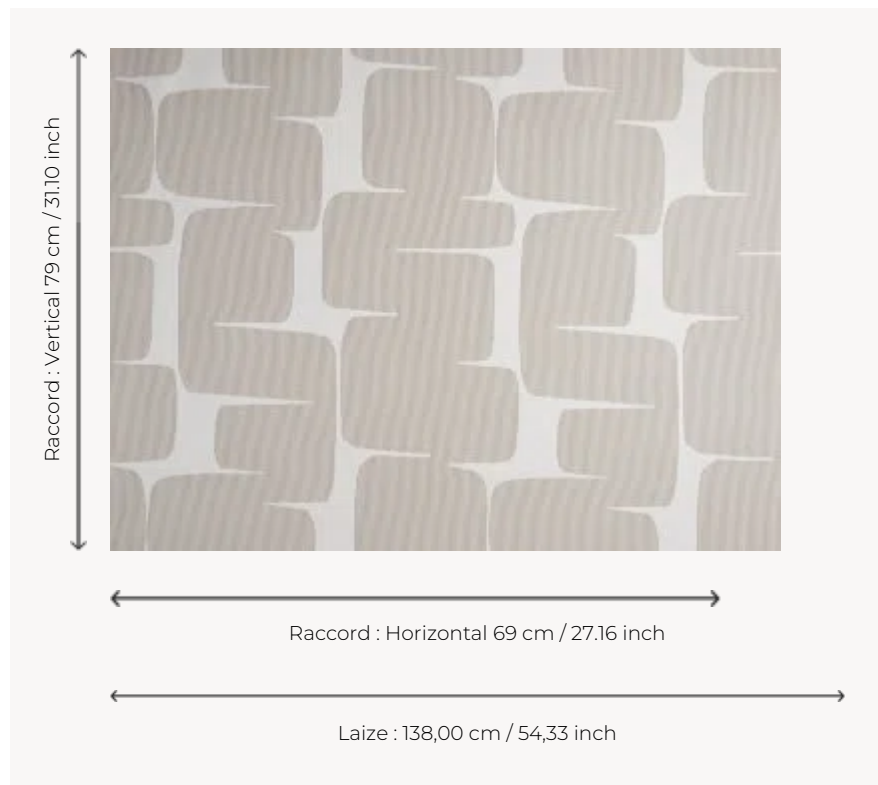 Raccord : Vertical 79 cm / 31.10 inch
Raccord : Horizontal 69 cm / 27.16 inch
Laize : 138,00 cm / 54,33 inch